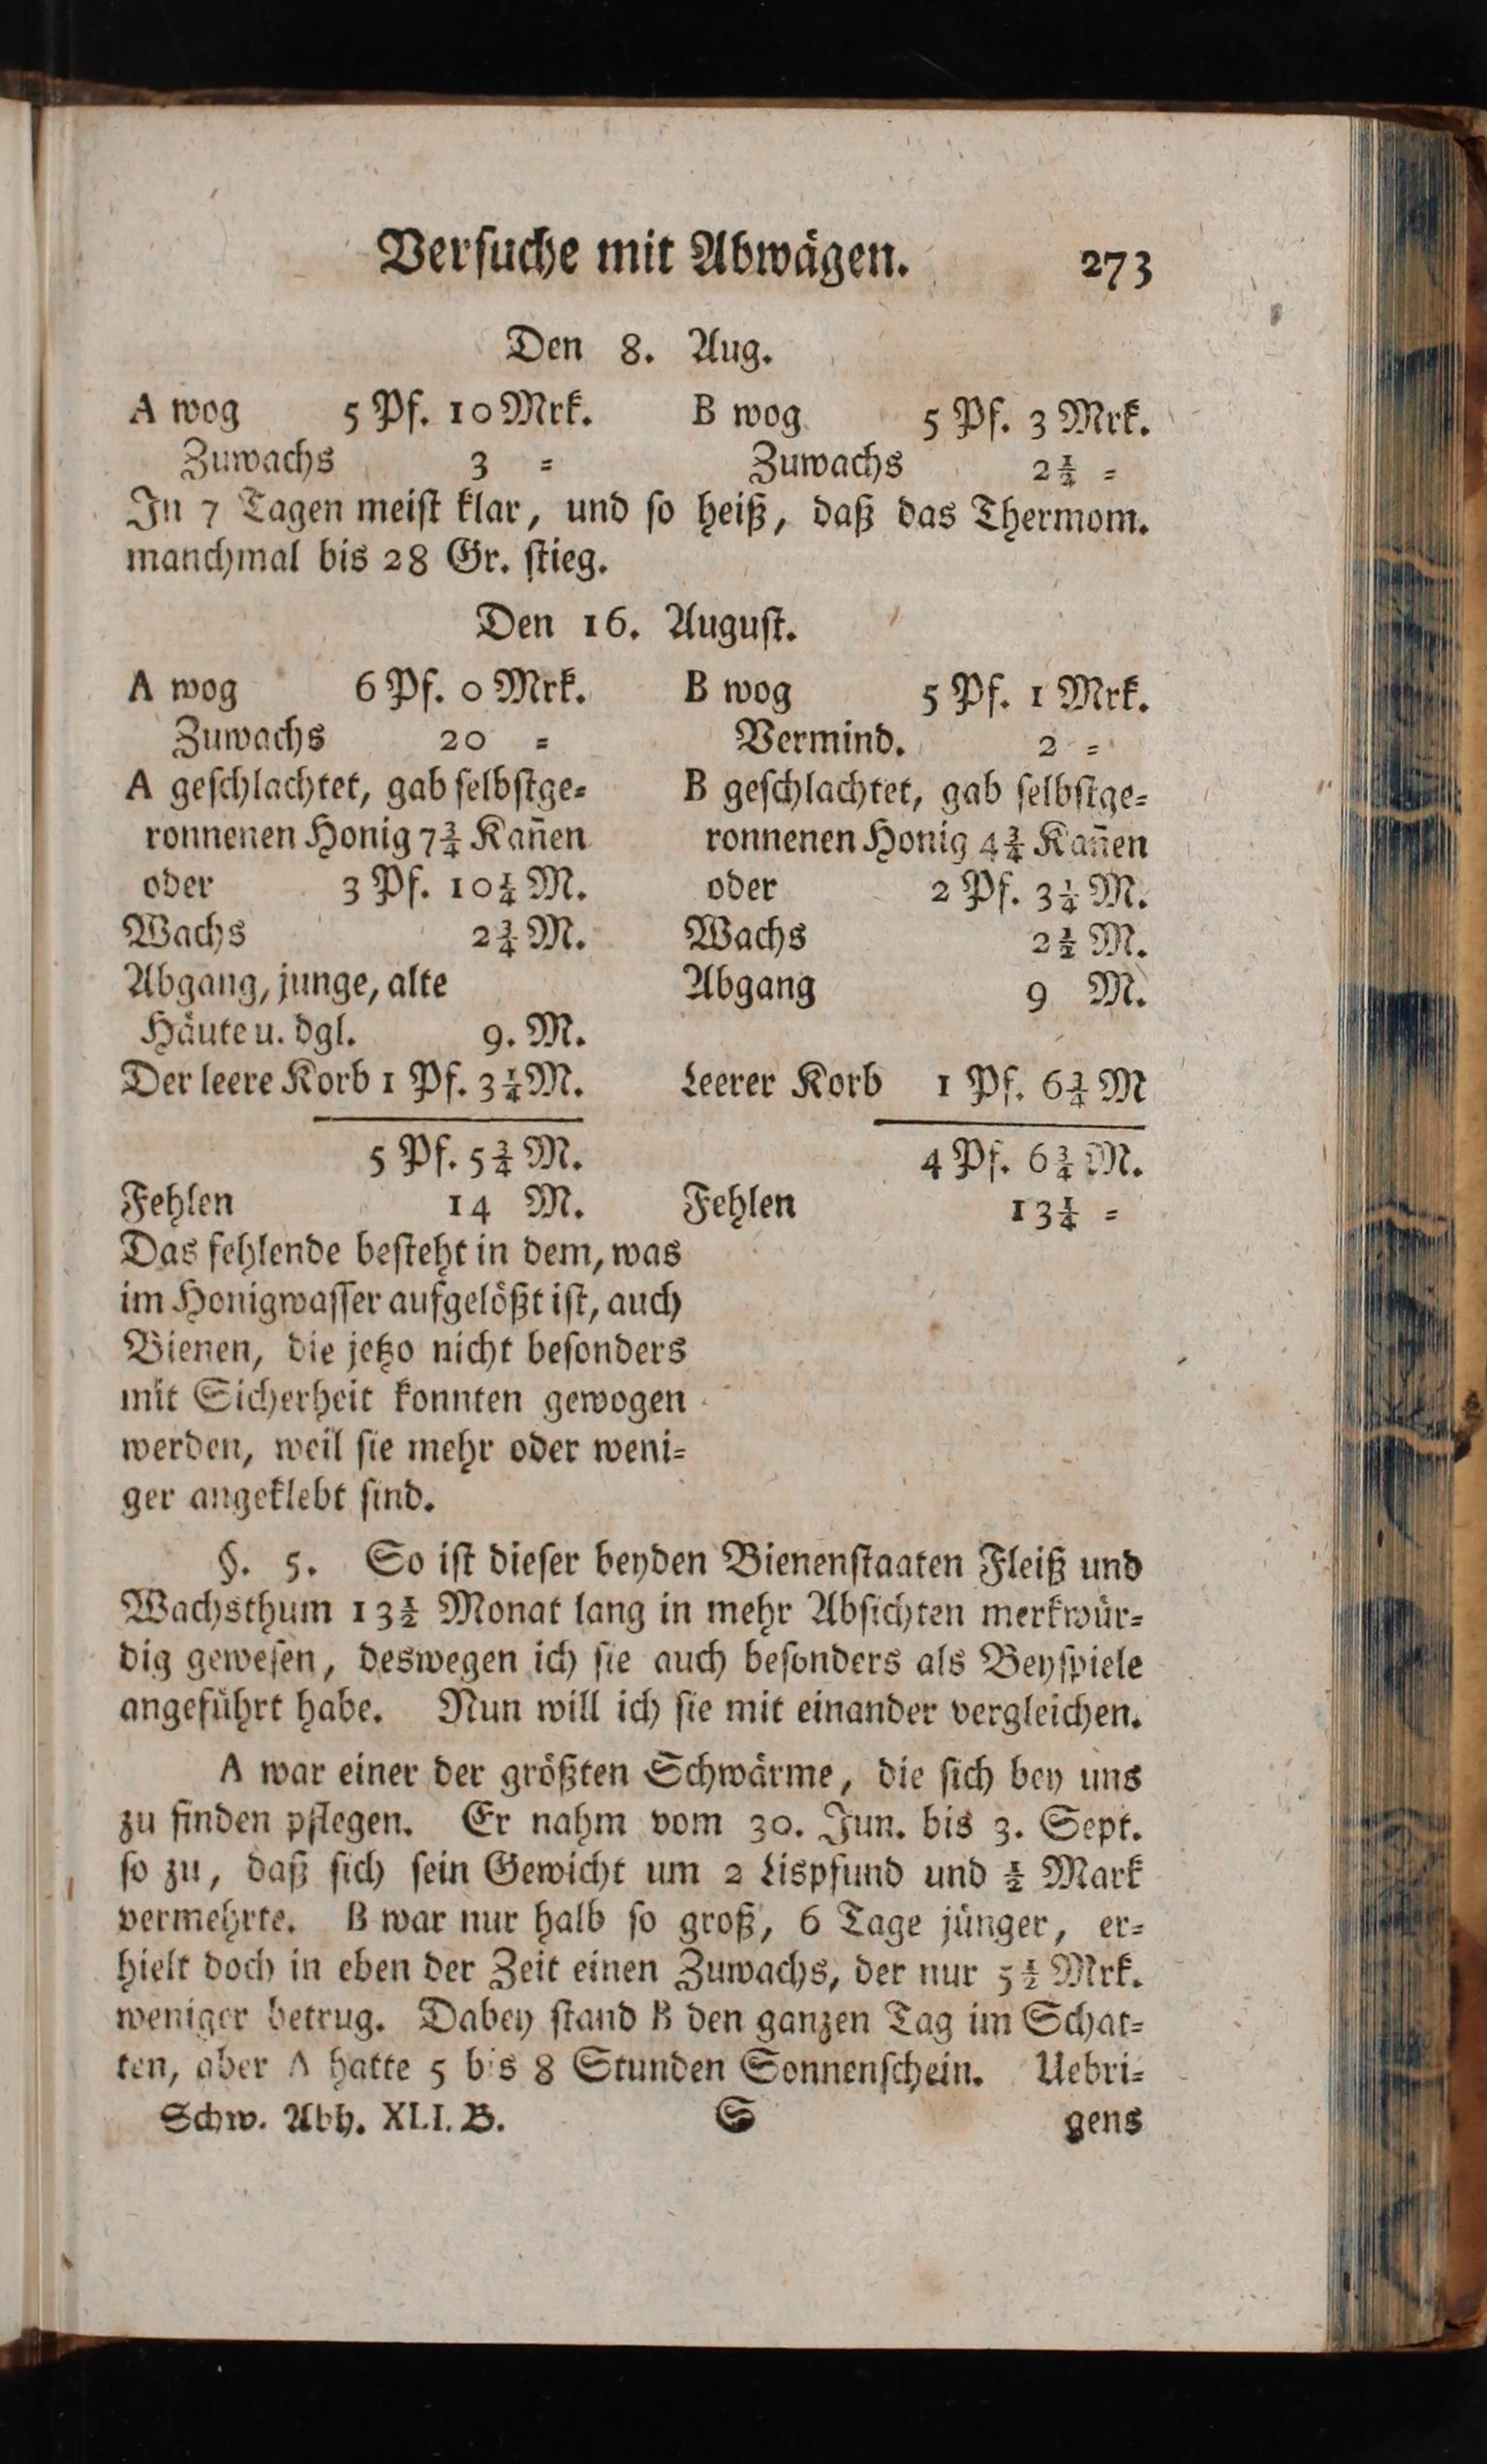 Verſuche mit Abwägen. 273
Den 8. Aug.
A wog 5 Pf. 10 Mrk. B wog 5 Pf. 3 Mrk.
Zuwachs 3 = Zuwachs 2½ =
In 7 Tagen meiſt klar, und ſo heiß, daß das Thermom.
manchmal bis 28 Gr. ſtieg.
Den 16. Auguſt.
A wog 6 Pf. 0 Mrk. B wog 5 Pf. 1 Mrk.
Zuwachs 20 = Vermind. 2 =
A geſchlachtet, gab ſelbſtge= B geſchlachtet, gab ſelbſtge=
ronnenen Honig 7¾ Kan̄en ronnenen Honig 4¾ Kan̄en
oder 3 Pf. 10¼ M. oder 2 Pf. 3¼ M.
Wachs 2¾ M. Wachs 2½ M.
Abgang, junge, alte Abgang 9 M.
Häute u. dgl. 9. M.
Der leere Korb 1 Pf. 3¼ M. Leerer Korb 1 Pf. 6¾ M
5 Pf. 5¾ M. 4 Pf. 6¾ M.
Fehlen 14 M. Fehlen 13¼ =
Das fehlende beſteht in dem, was
im Honigwaſſer aufgelößt iſt, auch
Bienen, die jetzo nicht beſonders
mit Sicherheit konnten gewogen
werden, weil ſie mehr oder weni=
ger angeklebt ſind.
§. 5. So iſt dieſer beyden Bienenſtaaten Fleiß und
Wachsthum 13½ Monat lang in mehr Abſichten merkwür=
dig geweſen, deswegen ich ſie auch beſonders als Beyſpiele
angeführt habe. Nun will ich ſie mit einander vergleichen.
A war einer der größten Schwärme, die ſich bey uns
zu finden pflegen. Er nahm vom 30. Jun. bis 3. Sept.
ſo zu, daß ſich ſein Gewicht um 2 Lispfund und ½ Mark
vermehrte. B war nur halb ſo groß, 6 Tage jünger, er=
hielt doch in eben der Zeit einen Zuwachs, der nur 5½ Mrk.
weniger betrug. Dabey ſtand B den ganzen Tag im Schat=
ten, aber A hatte 5 bis 8 Stunden Sonnenſchein. Uebri=
Schw. Abh. XLI. B. S gens